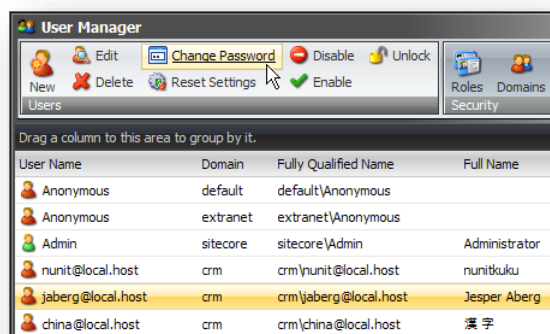 User Manager
New Edit Change Password Disable Unlock
Delete Reset Settings Enable
Users
Roles Domains
Security
Drag a column to this area to group by it.
User Name Domain Fully Qualified Name Full Name
Anonymous default default\Anonymous
Anonymous extranet extranet\Anonymous
Admin sitecore sitecore\Admin Administrator
nunit@local.host crm crm\nunit@local.host nunitkuku
jaberg@local.host crm crm\jaberg@local.host Jesper Aberg
china@local.host crm crm\china@local.host 漢字